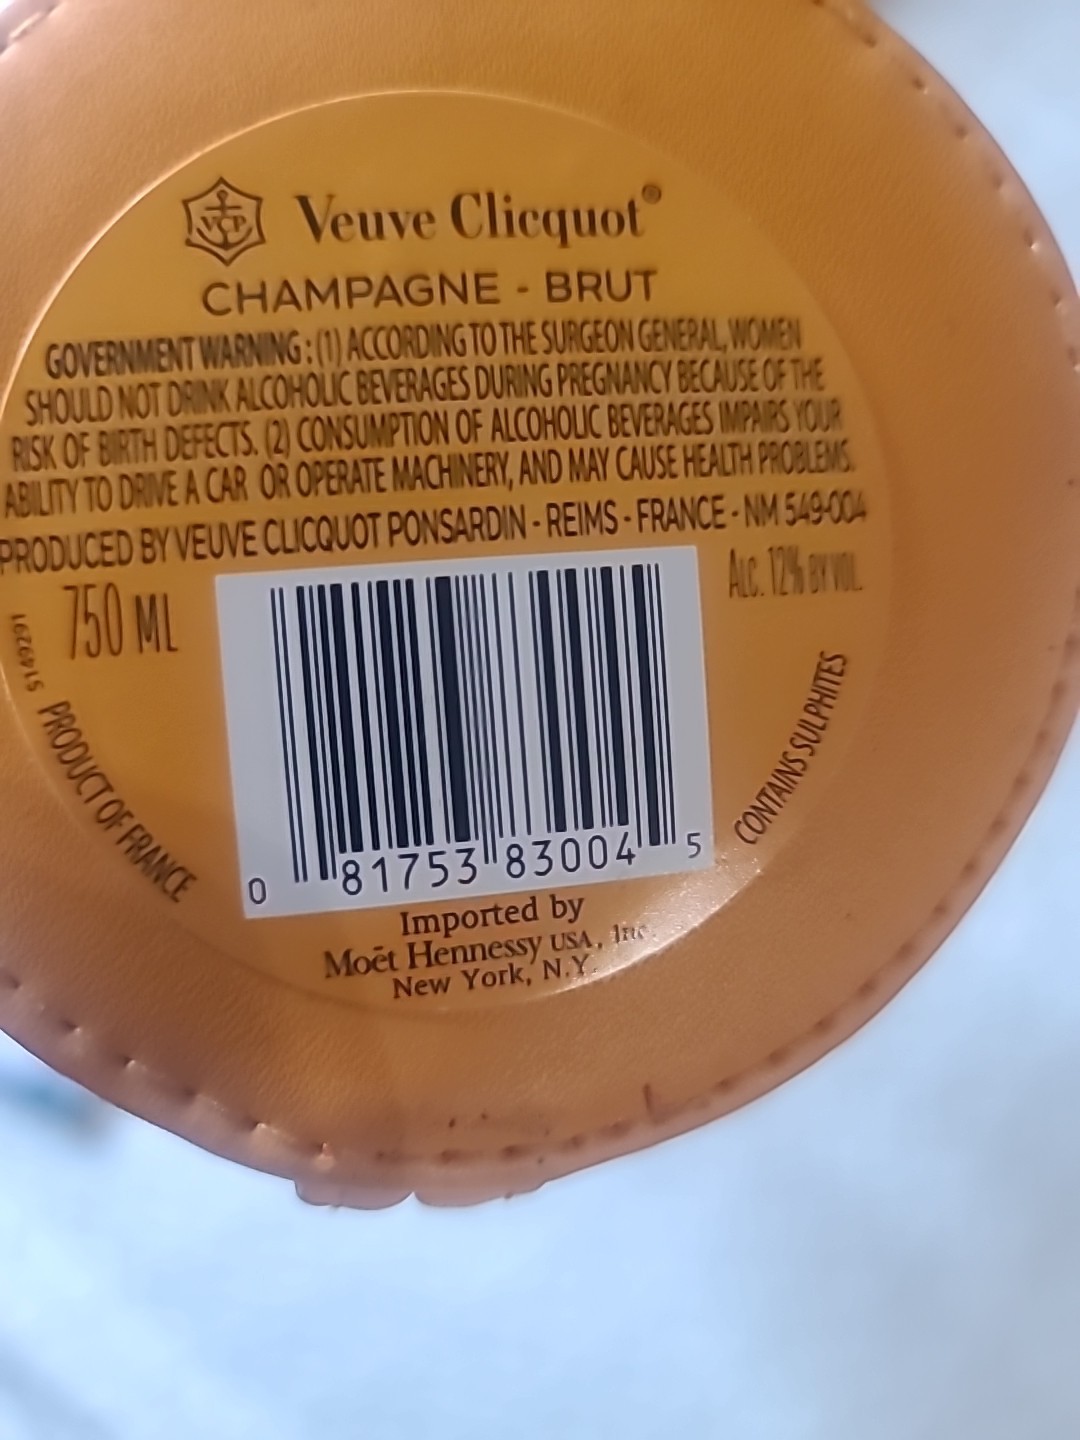 VCP
Veuve Clicquot®
CHAMPAGNE - BRUT
GOVERNMENT WARNING : (1) ACCORDING TO THE SURGEON GENERAL, WOMEN
SHOULD NOT DRINK ALCOHOLIC BEVERAGES DURING PREGNANCY BECAUSE OF THE
RISK OF BIRTH DEFECTS. (2) CONSUMPTION OF ALCOHOLIC BEVERAGES IMPAIRS YOUR
ABILITY TO DRIVE A CAR OR OPERATE MACHINERY, AND MAY CAUSE HEALTH PROBLEMS.
PRODUCED BY VEUVE CLICQUOT PONSARDIN - REIMS - FRANCE - NM 549-004
750 ML
ALC. 12% BY VOL.
5149291
PRODUCT OF FRANCE
CONTAINS SULPHITES
0 81753 83004 5
Imported by
Moët Hennessy USA, Inc.
New York, N.Y.